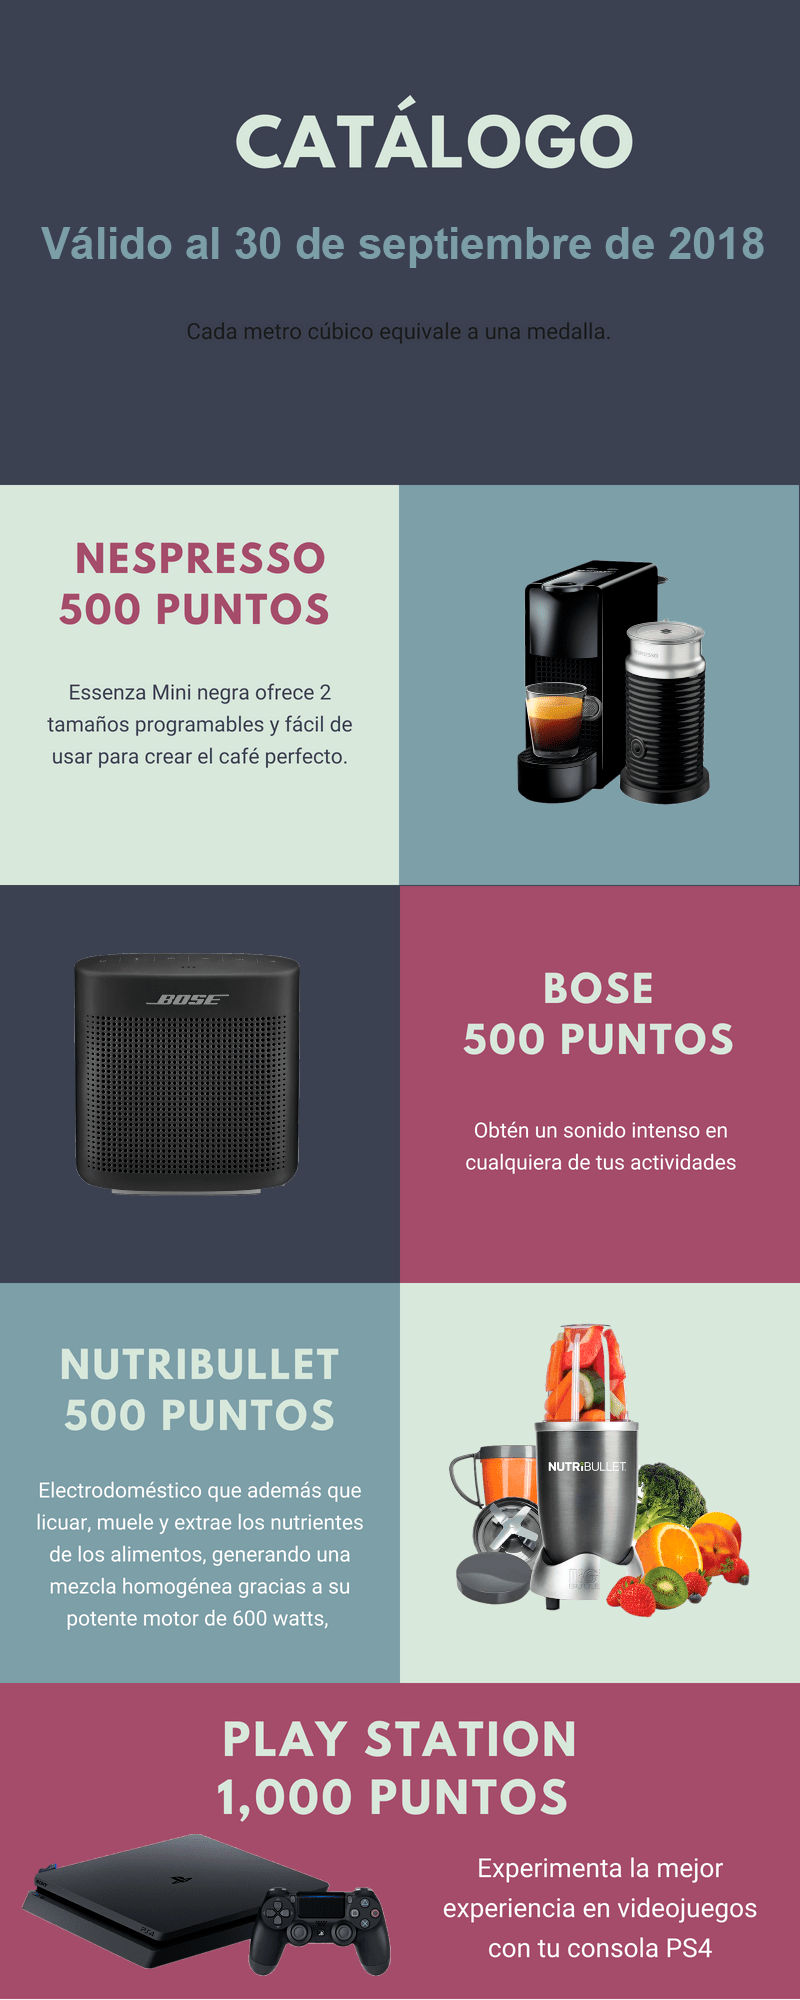 CATÁLOGO
Válido al 30 de septiembre de 2018
Cada metro cúbico equivale a una medalla.
NESPRESSO
500 PUNTOS
Essenza Mini negra ofrece 2
tamaños programables y fácil de
usar para crear el café perfecto.
BOSE
BOSE
500 PUNTOS
Obtén un sonido intenso en
cualquiera de tus actividades
NUTRIBULLET
500 PUNTOS
Electrodoméstico que además que
licuar, muele y extrae los nutrientes
de los alimentos, generando una
mezcla homogénea gracias a su
potente motor de 600 watts,
NUTRiBULLET
PLAY STATION
1,000 PUNTOS
SONY
PS4
Experimenta la mejor
experiencia en videojuegos
con tu consola PS4